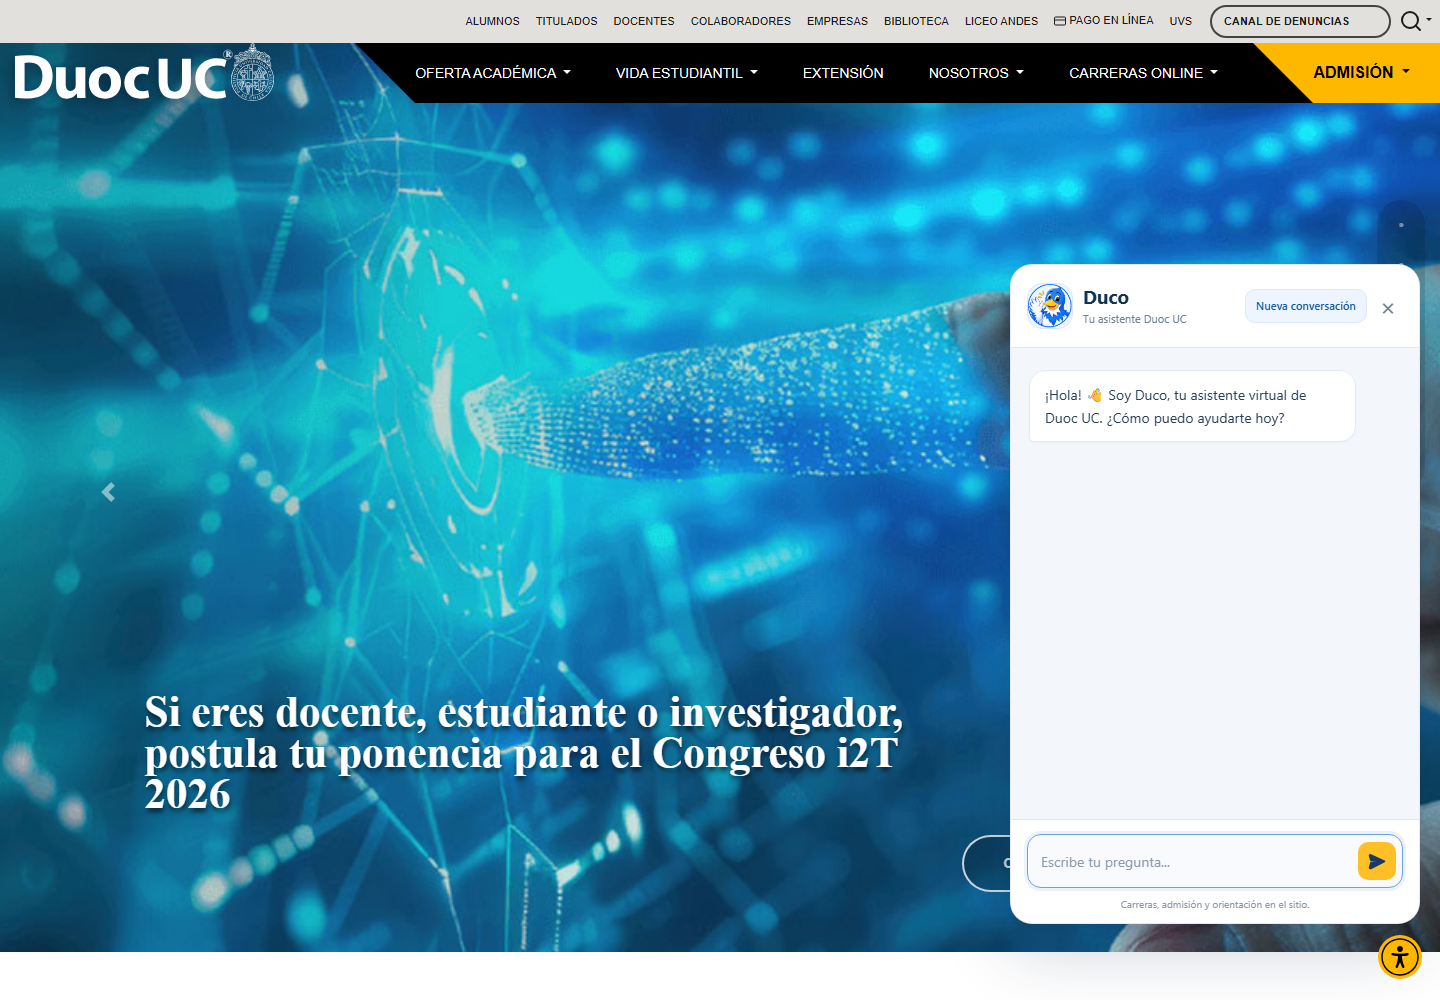 ALUMNOS TITULADOS DOCENTES COLABORADORES EMPRESAS BIBLIOTECA LICEO ANDES PAGO EN LÍNEA UVS CANAL DE DENUNCIAS
Duoc UC®
OFERTA ACADÉMICA VIDA ESTUDIANTIL EXTENSIÓN NOSOTROS CARRERAS ONLINE ADMISIÓN
Si eres docente, estudiante o investigador,
postula tu ponencia para el Congreso i2T
2026
Duco
Tu asistente Duoc UC
Nueva conversación
¡Hola! 👋 Soy Duco, tu asistente virtual de
Duoc UC. ¿Cómo puedo ayudarte hoy?
Escribe tu pregunta...
Carreras, admisión y orientación en el sitio.